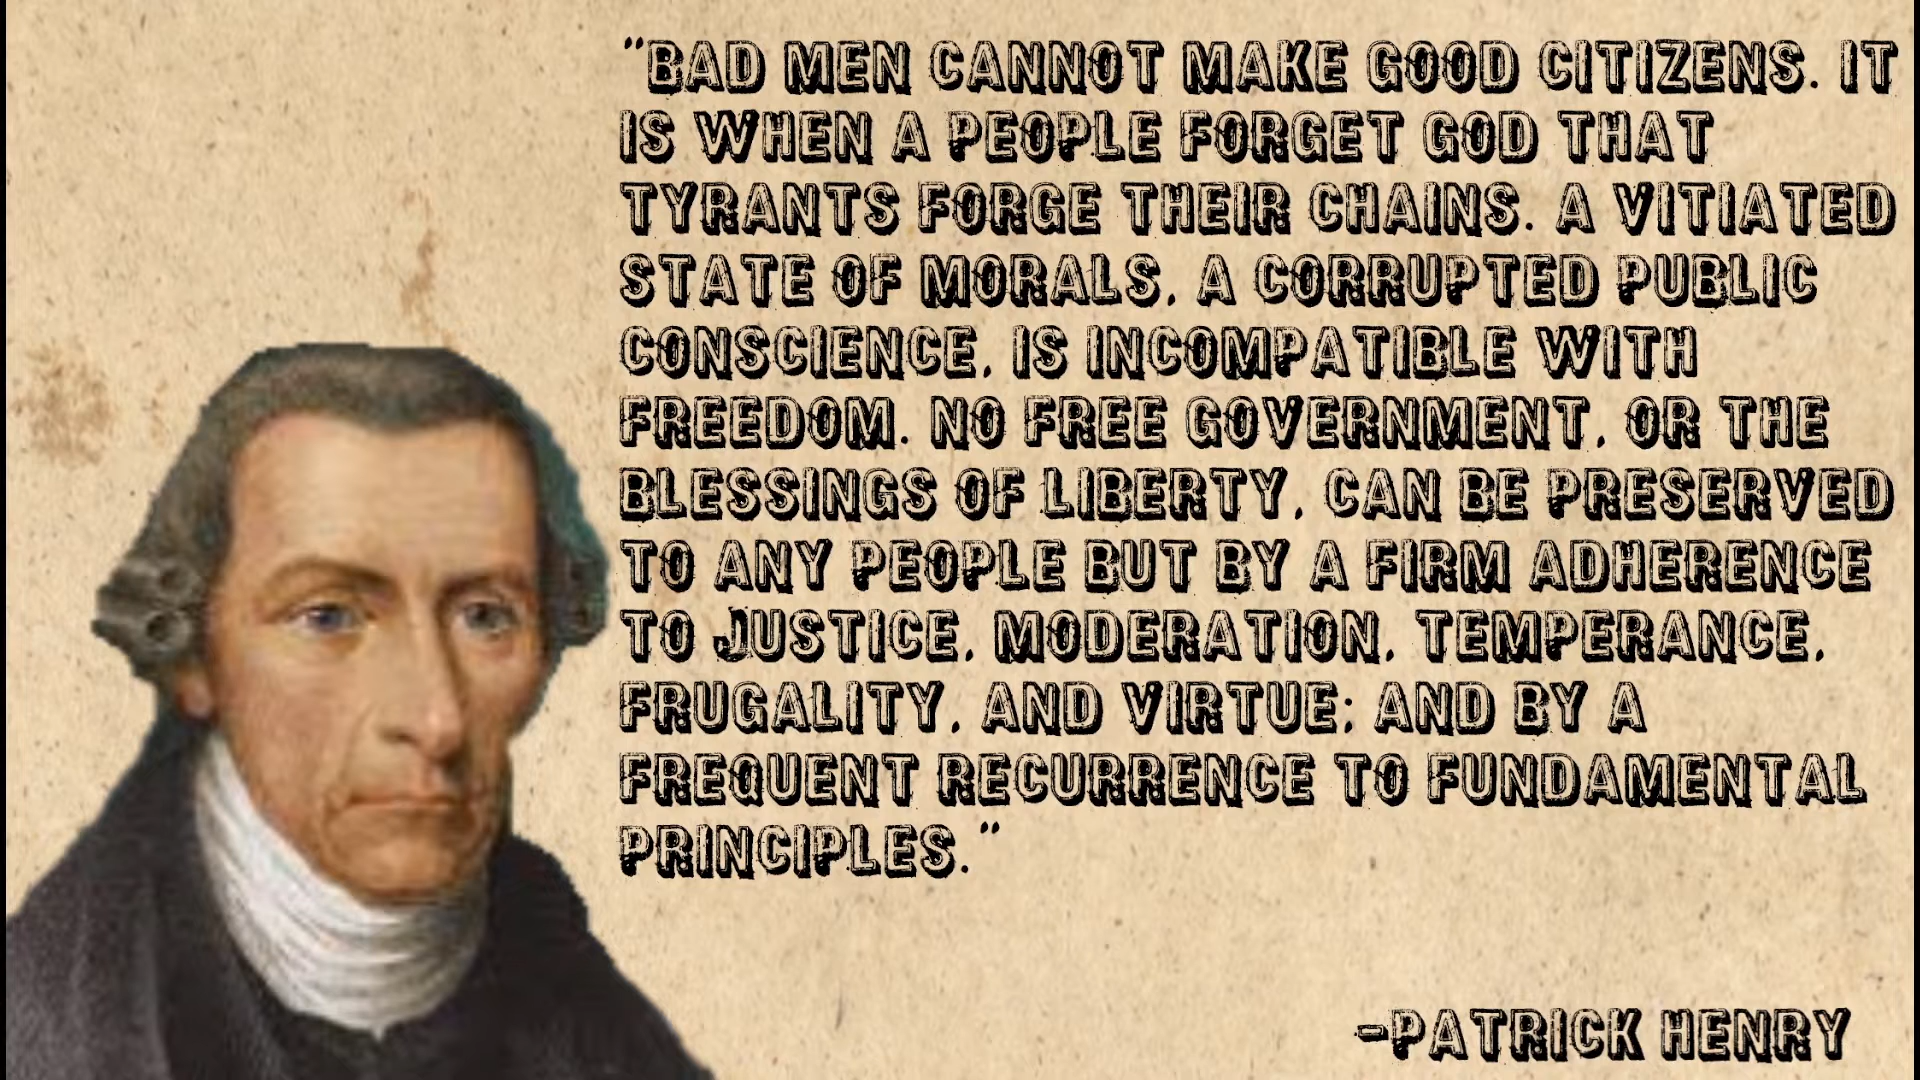 "BAD MEN CANNOT MAKE GOOD CITIZENS. IT
IS WHEN A PEOPLE FORGET GOD THAT
TYRANTS FORGE THEIR CHAINS. A VITIATED
STATE OF MORALS, A CORRUPTED PUBLIC
CONSCIENCE, IS INCOMPATIBLE WITH
FREEDOM. NO FREE GOVERNMENT, OR THE
BLESSINGS OF LIBERTY, CAN BE PRESERVED
TO ANY PEOPLE BUT BY A FIRM ADHERENCE
TO JUSTICE, MODERATION, TEMPERANCE,
FRUGALITY, AND VIRTUE; AND BY A
FREQUENT RECURRENCE TO FUNDAMENTAL
PRINCIPLES."
-PATRICK HENRY